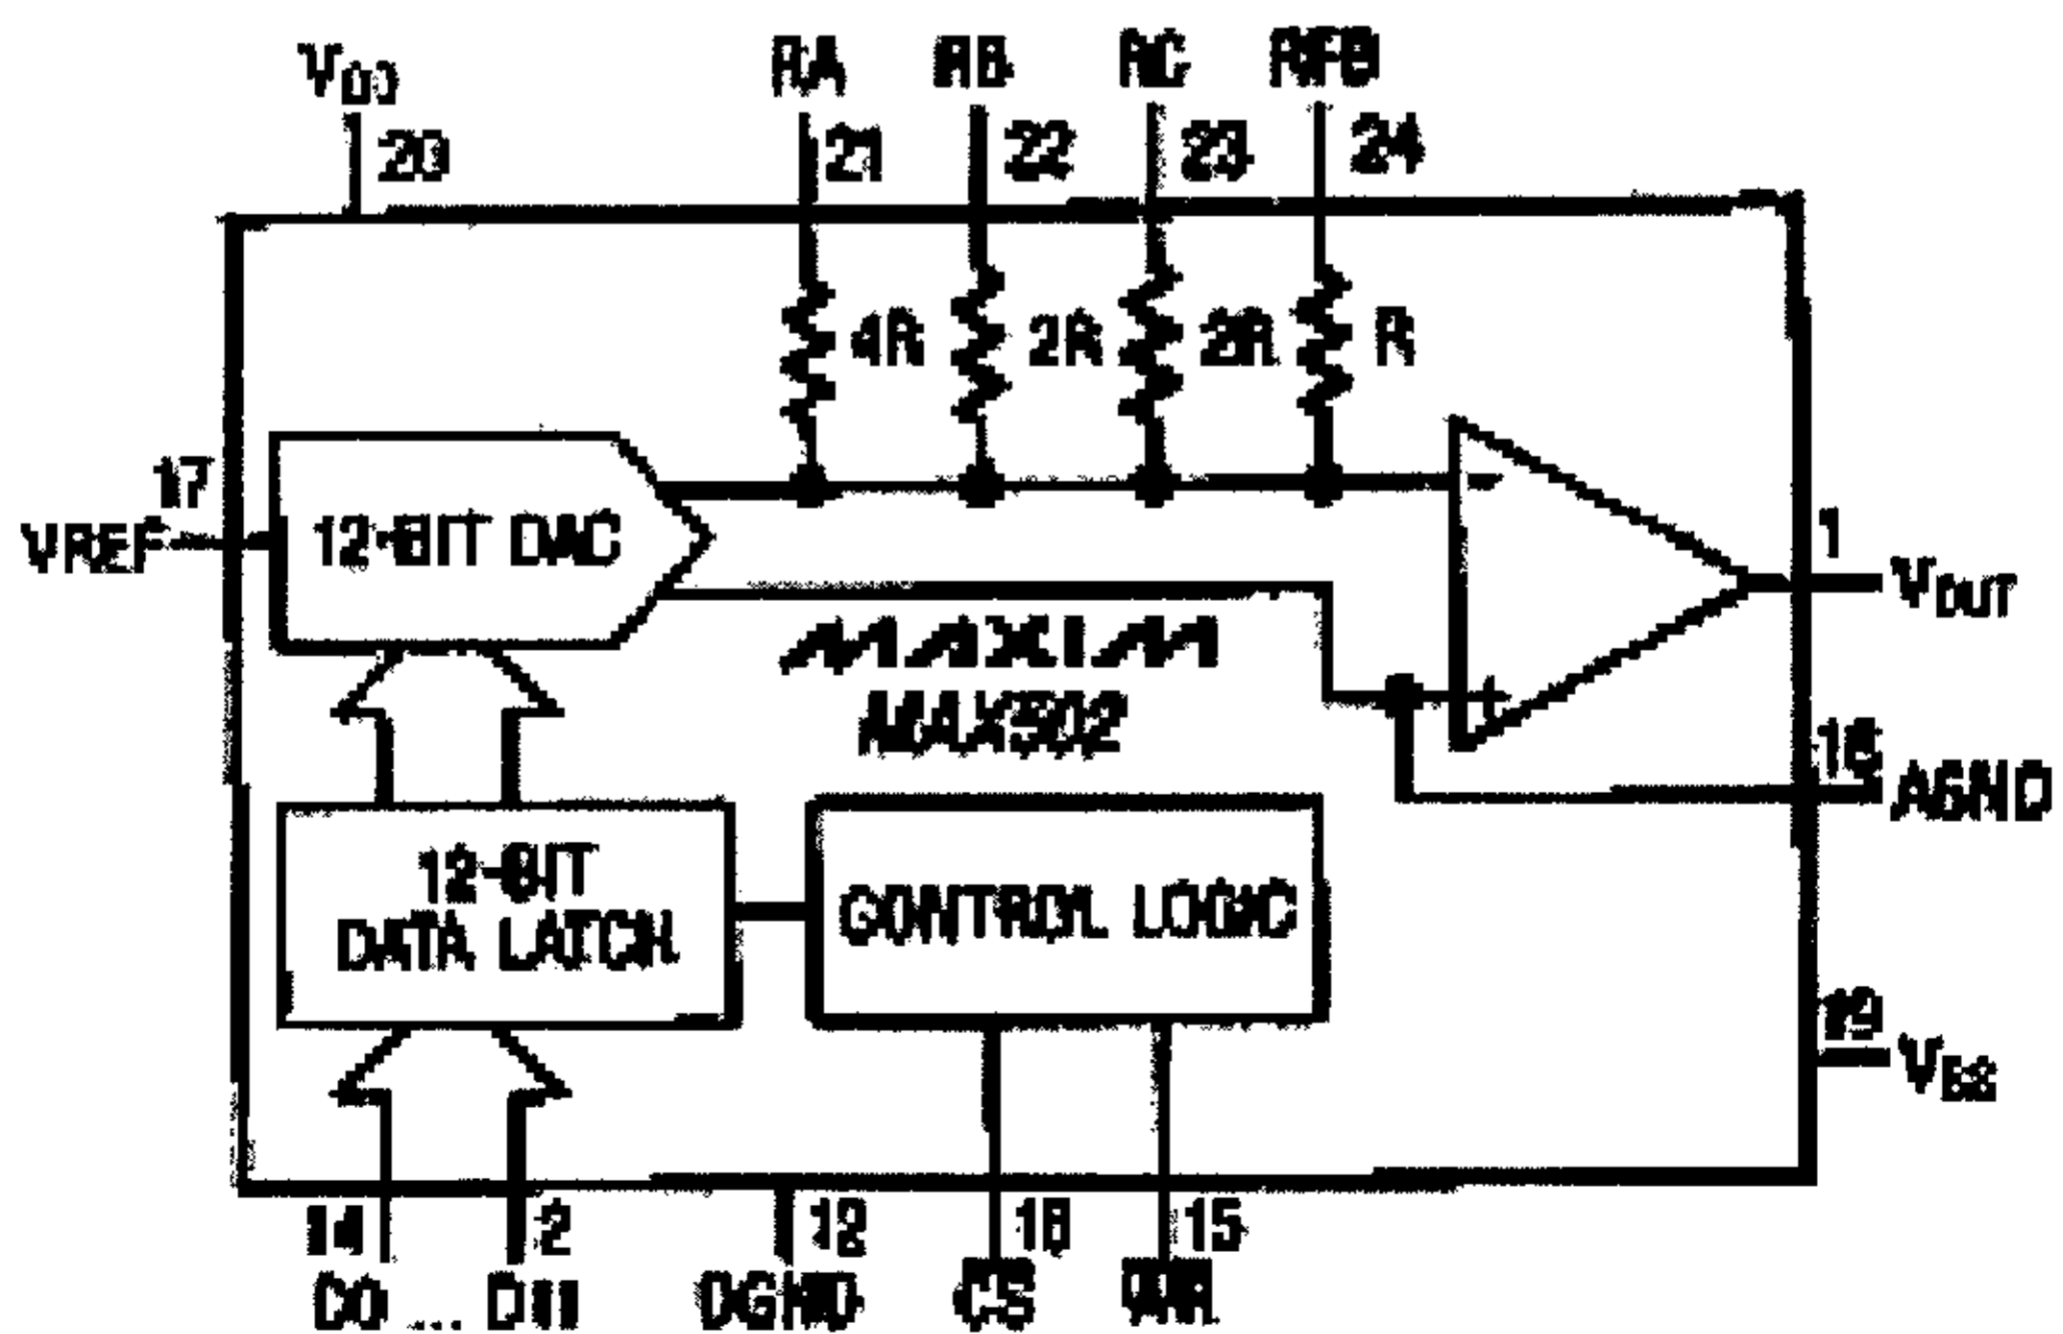 VDD
RA
RB
RC
RFB
20
21
22
23
24
4R
2R
2R
R
17
VREF
12-BIT DAC
-
+
1
VOUT
MAXIM
MAX502
AGND
12-BIT
DATA LATCH
CONTROL LOGIC
19
VSS
14
2
12
16
15
D0 ... D11
DGND
CS
WR